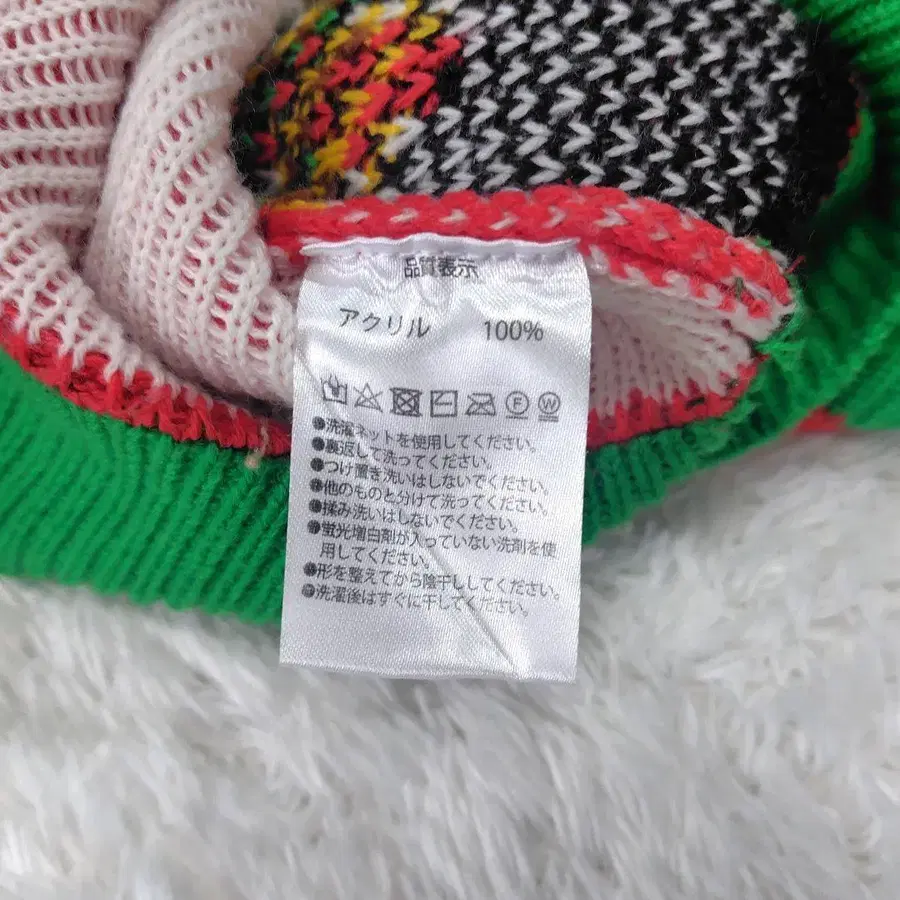 品質表示
アクリル 100%
F W
●洗濯ネットを使用してください。
●裏返して洗ってください。
●つけ置き洗いはしないでください。
●他のものと分けて洗ってください。
●揉み洗いはしないでください。
●蛍光増白剤が入っていない洗剤を使
用してください。
●形を整えてから陰干ししてください。
●洗濯後はすぐに干してください。